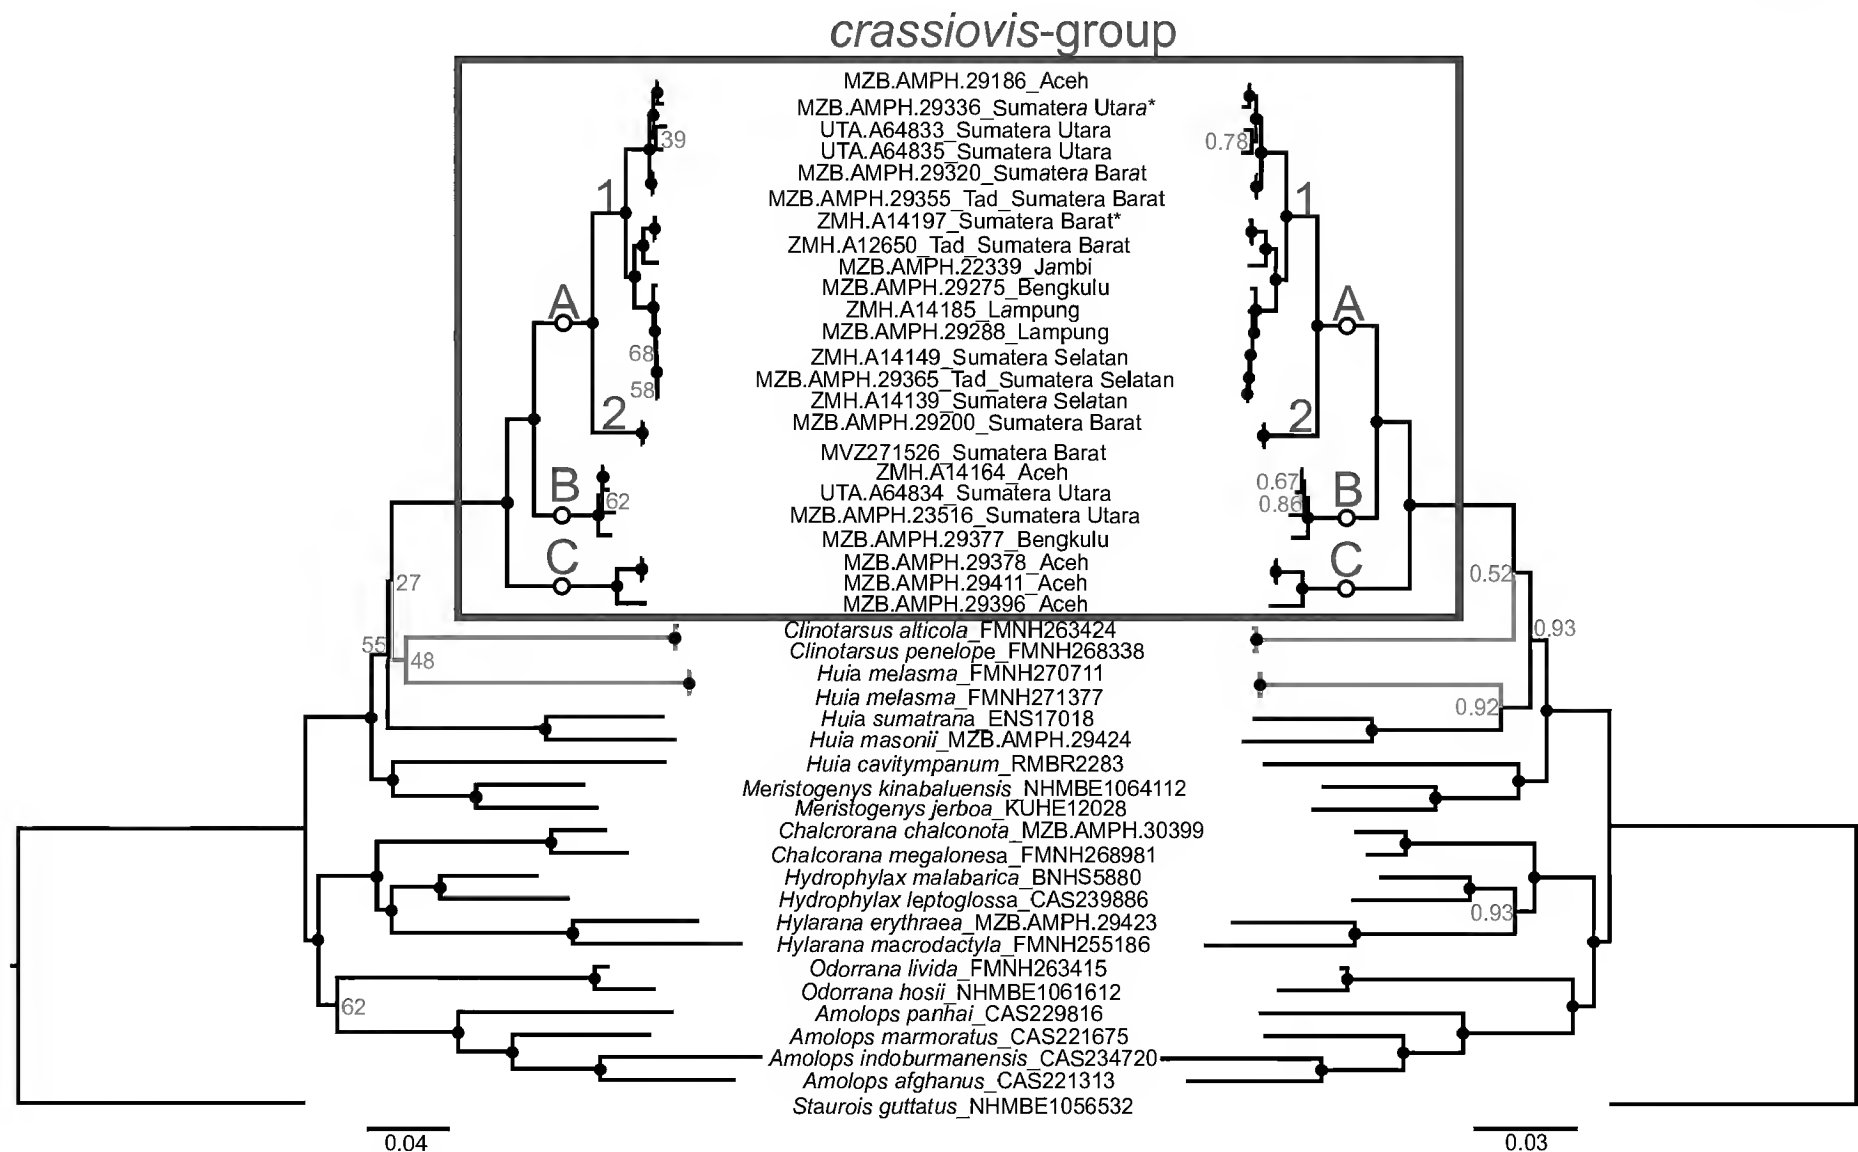 crassiovis-group
MZB.AMPH.29186_Aceh
MZB.AMPH.29336_Sumatera Utara*
UTA.A64833_Sumatera Utara
39
0.78
UTA.A64835_Sumatera Utara
MZB.AMPH.29320_Sumatera Barat
1
1
MZB.AMPH.29355_Tad_Sumatera Barat
ZMH.A14197_Sumatera Barat*
ZMH.A12650_Tad_Sumatera Barat
MZB.AMPH.22339_Jambi
MZB.AMPH.29275_Bengkulu
A
A
ZMH.A14185_Lampung
MZB.AMPH.29288_Lampung
68
ZMH.A14149_Sumatera Selatan
MZB.AMPH.29365_Tad_Sumatera Selatan
58
ZMH.A14139_Sumatera Selatan
2
2
MZB.AMPH.29200_Sumatera Barat
MVZ271526_Sumatera Barat
ZMH.A14164_Aceh
0.67
B
B
UTA.A64834_Sumatera Utara
62
0.86
MZB.AMPH.23516_Sumatera Utara
MZB.AMPH.29377_Bengkulu
C
C
MZB.AMPH.29378_Aceh
27
0.52
MZB.AMPH.29411_Aceh
MZB.AMPH.29396_Aceh
Clinotarsus alticola_FMNH263424
0.93
55
Clinotarsus penelope_FMNH268338
48
Huia melasma_FMNH270711
Huia melasma_FMNH271377
0.92
Huia sumatrana_ENS17018
Huia masonii_MZB.AMPH.29424
Huia cavitympanum_RMBR2283
Meristogenys kinabaluensis_NHMBE1064112
Meristogenys jerboa_KUHE12028
Chalcrorana chalconota_MZB.AMPH.30399
Chalcorana megalonesa_FMNH268981
Hydrophylax malabarica_BNHS5880
Hydrophylax leptoglossa_CAS239886
0.93
Hylarana erythraea_MZB.AMPH.29423
Hylarana macrodactyla_FMNH255186
Odorrana livida_FMNH263415
Odorrana hosii_NHMBE1061612
62
Amolops panhai_CAS229816
Amolops marmoratus_CAS221675
Amolops indoburmanensis_CAS234720
Amolops afghanus_CAS221313
Staurois guttatus_NHMBE1056532
0.04
0.03